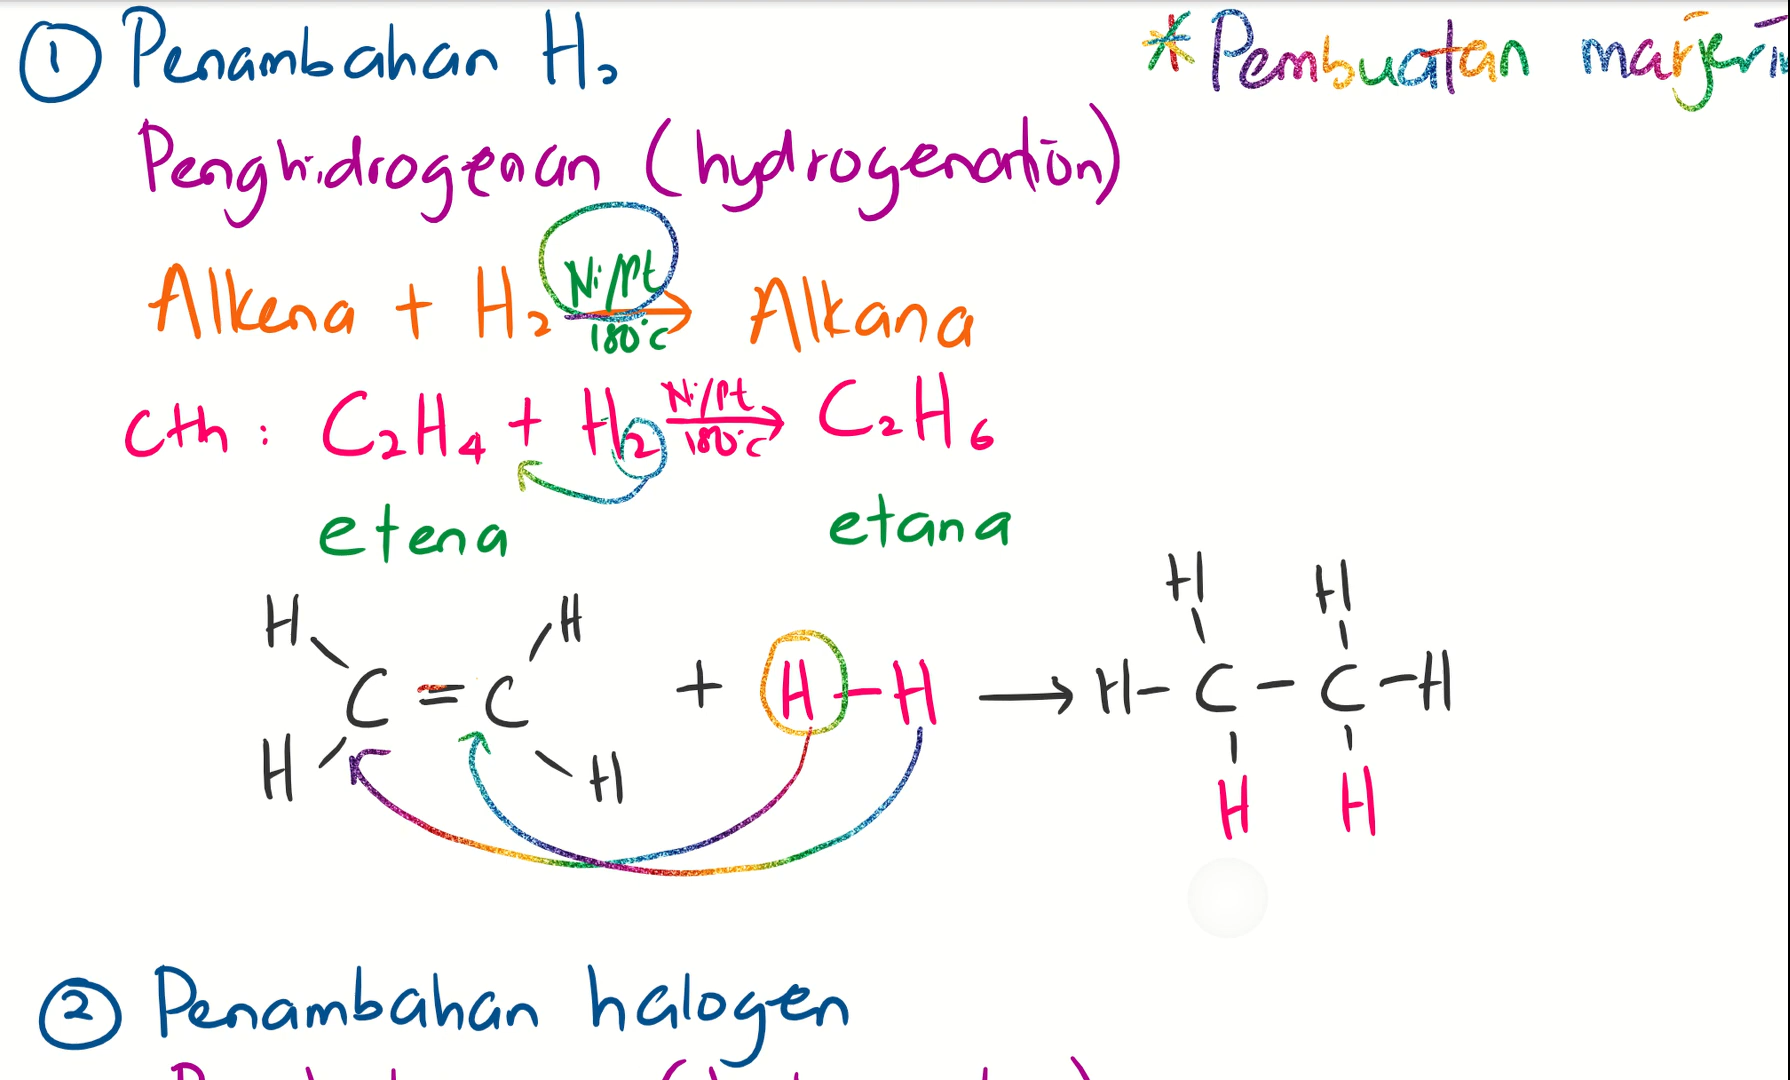 ① Penambahan H₂
*Pembuatan marjerin
Penghidrogenan (hydrogenation)
Alkena + H₂ Ni/Pt 180°C → Alkana
Cth : C₂H₄ + H₂ Ni/Pt 180°C → C₂H₆
etena etana
H H H H
C = C + H – H → H – C – C – H
H H H H
② Penambahan halogen